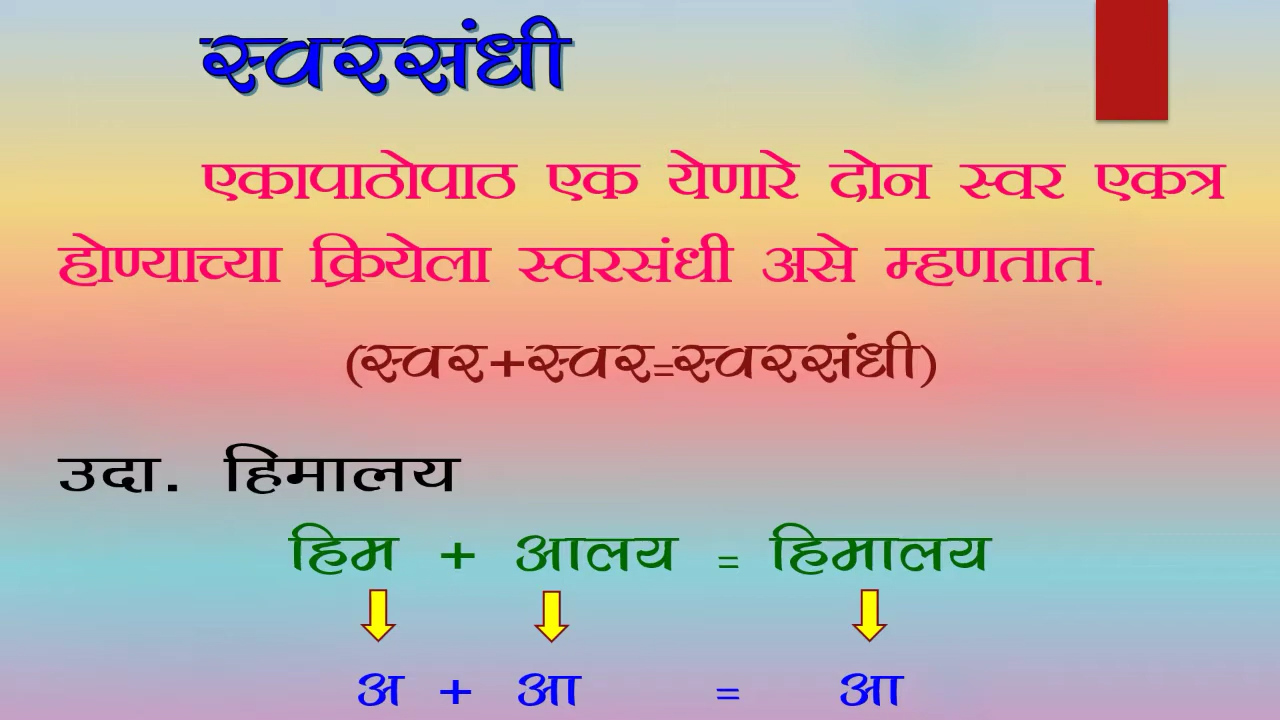 स्वरसंधी
एकापाठोपाठ एक येणारे दोन स्वर एकत्र
होण्याच्या क्रियेला स्वरसंधी असे म्हणतात.
(स्वर+स्वर=स्वरसंधी)
उदा. हिमालय
हिम + आलय = हिमालय
अ + आ = आ